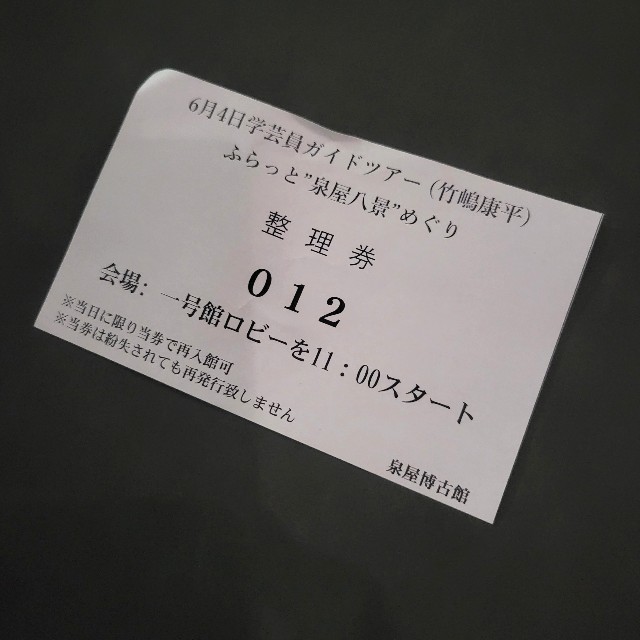 6月4日学芸員ガイドツアー(竹嶋康平)
ふらっと"泉屋八景"めぐり
整理券
012
会場：一号館ロビーを11：00スタート
※当日に限り当券で再入館可
※当券は紛失されても再発行致しません
泉屋博古館